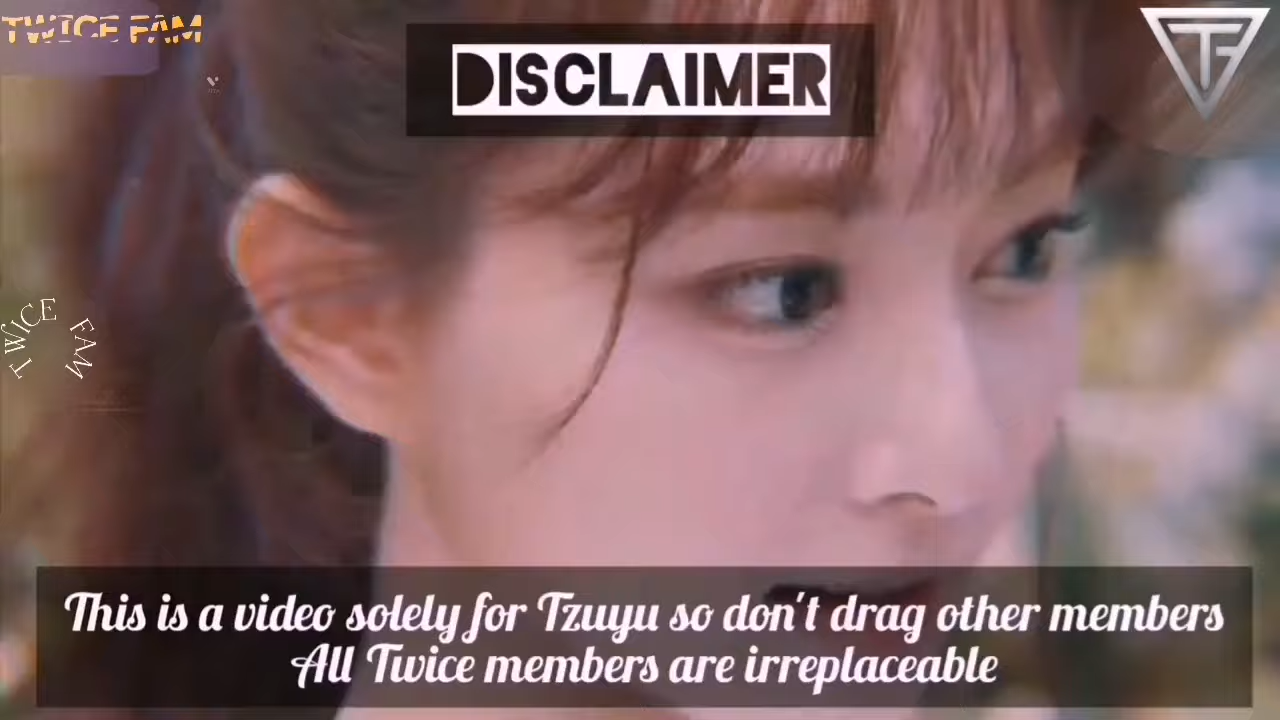 TWICE FAM
DISCLAIMER
TF
TWICE FAM
This is a video solely for Tzuyu so don't drag other members
All Twice members are irreplaceable